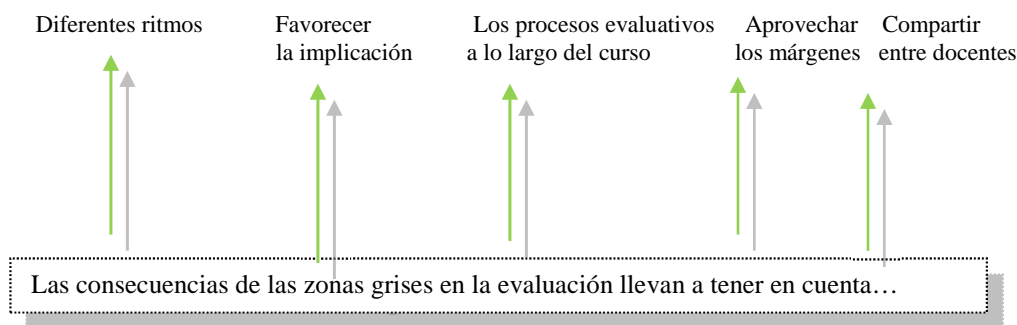 Diferentes ritmos
Favorecer
la implicación
Los procesos evaluativos
a lo largo del curso
Aprovechar
los márgenes
Compartir
entre docentes
Las consecuencias de las zonas grises en la evaluación llevan a tener en cuenta…